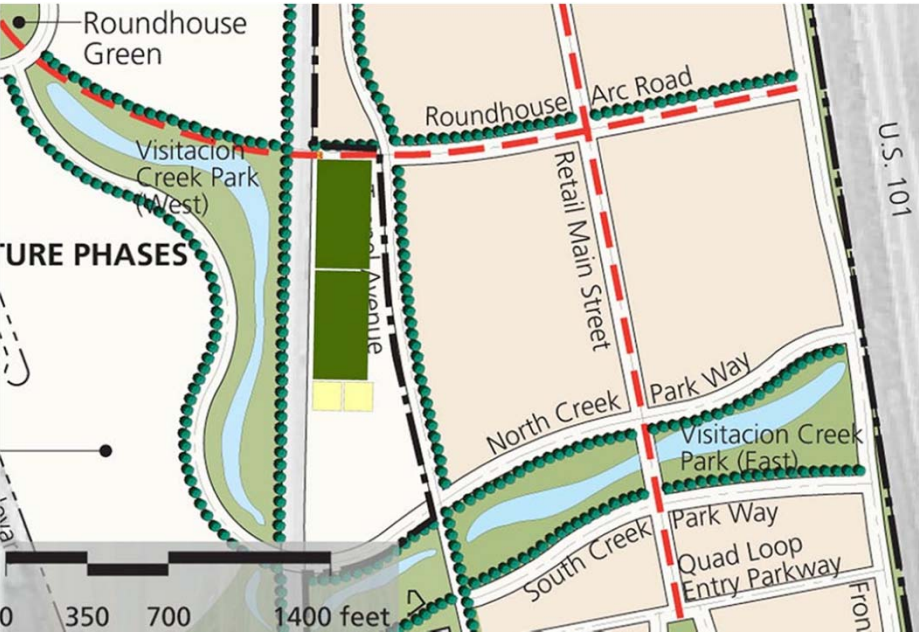 Roundhouse
Green
Roundhouse
Arc Road
U.S. 101
Visitacion
Creek Park
(West)
Retail Main Street
TURE PHASES
Avenue
North Creek
Park Way
Visitacion Creek
Park (East)
South Creek
Park Way
Quad Loop
Entry Parkway
Fron
0 350 700 1400 feet